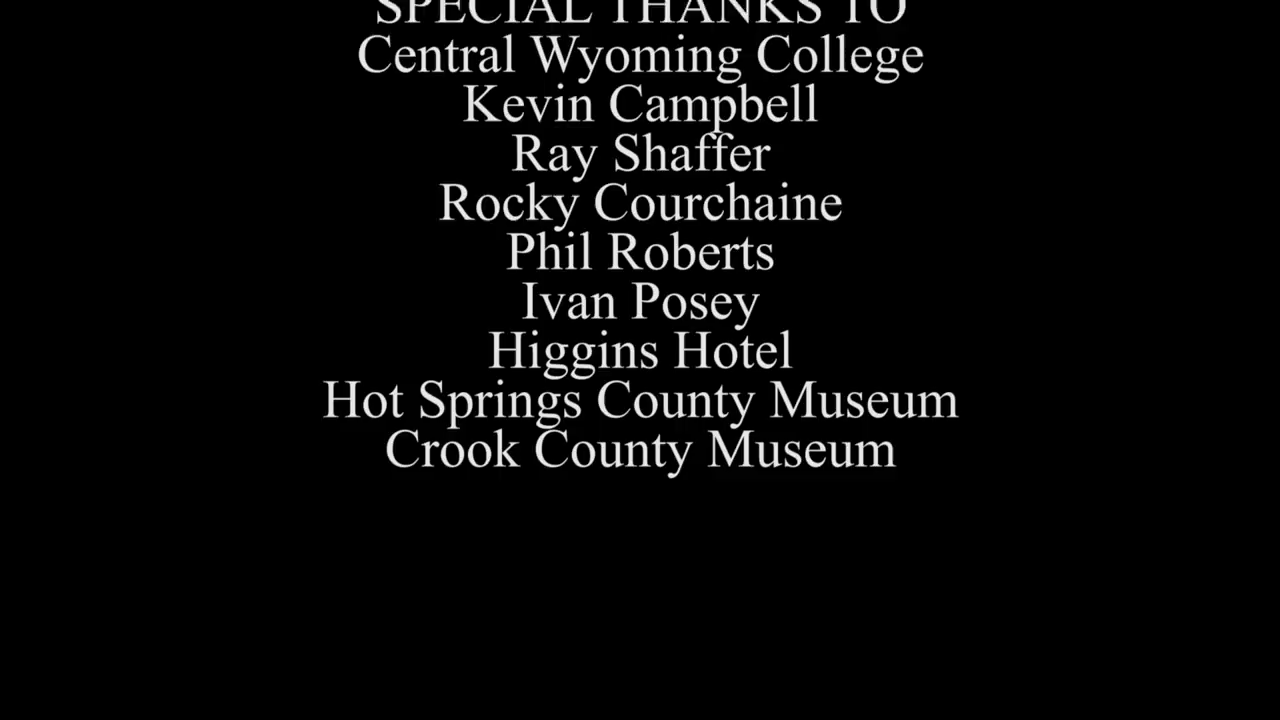 SPECIAL THANKS TO
Central Wyoming College
Kevin Campbell
Ray Shaffer
Rocky Courchaine
Phil Roberts
Ivan Posey
Higgins Hotel
Hot Springs County Museum
Crook County Museum